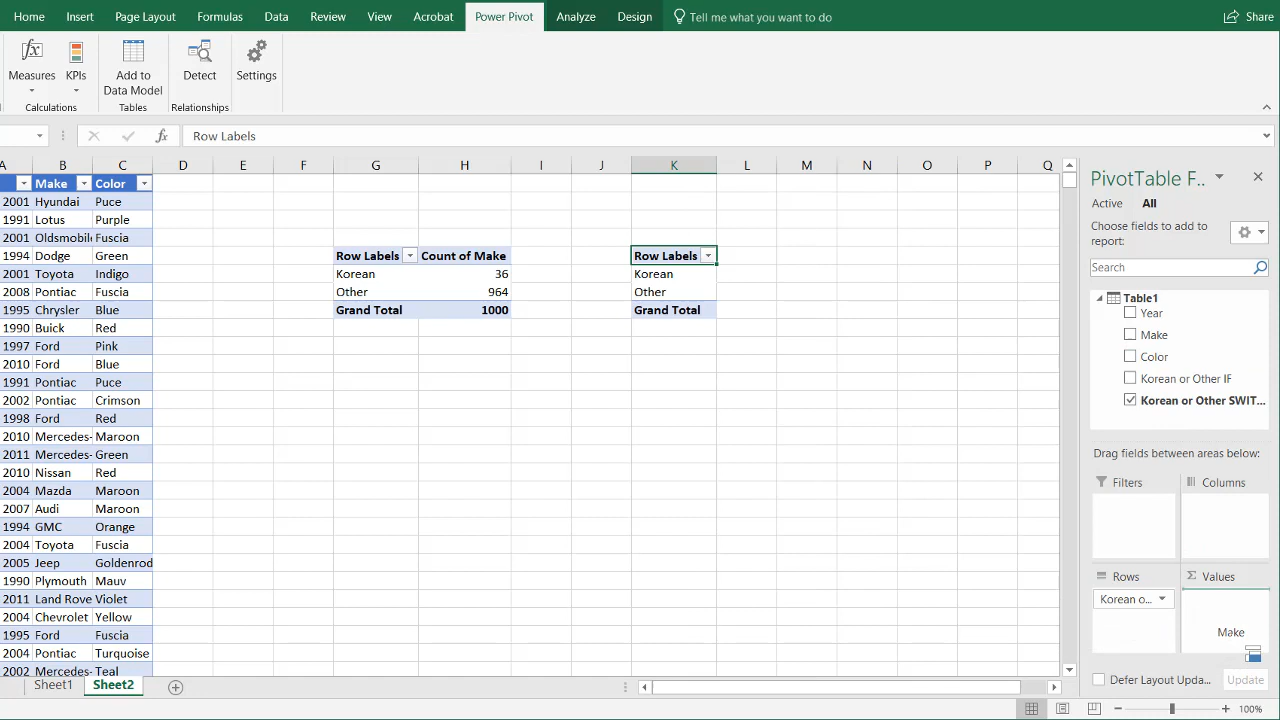 Home Insert Page Layout Formulas Data Review View Acrobat Power Pivot Analyze Design Tell me what you want to do Share
Measures KPIs Add to Data Model Detect Settings
Calculations Tables Relationships
fx Row Labels
A B C D E F G H I J K L M N O P Q
Make Color
2001 Hyundai Puce
1991 Lotus Purple
2001 Oldsmobil Fuscia
1994 Dodge Green
2001 Toyota Indigo
2008 Pontiac Fuscia
1995 Chrysler Blue
1990 Buick Red
1997 Ford Pink
2010 Ford Blue
1991 Pontiac Puce
2002 Pontiac Crimson
1998 Ford Red
2010 Mercedes- Maroon
2011 Mercedes- Green
2010 Nissan Red
2004 Mazda Maroon
2007 Audi Maroon
1994 GMC Orange
2004 Toyota Fuscia
2005 Jeep Goldenrod
1990 Plymouth Mauv
2011 Land Rove Violet
2004 Chevrolet Yellow
1995 Ford Fuscia
2004 Pontiac Turquoise
2002 Mercedes- Teal
Row Labels Count of Make
Korean 36
Other 964
Grand Total 1000
Row Labels
Korean
Other
Grand Total
PivotTable F..
Active All
Choose fields to add to
report:
Search
Table1
Year
Make
Color
Korean or Other IF
Korean or Other SWIT...
Drag fields between areas below:
Filters Columns
Rows Σ Values
Korean o...
Make
Defer Layout Upda... Update
Sheet1 Sheet2
100%